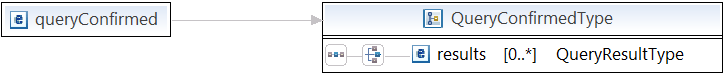 queryConfirmed
QueryConfirmedType
results [0..*] QueryResultType